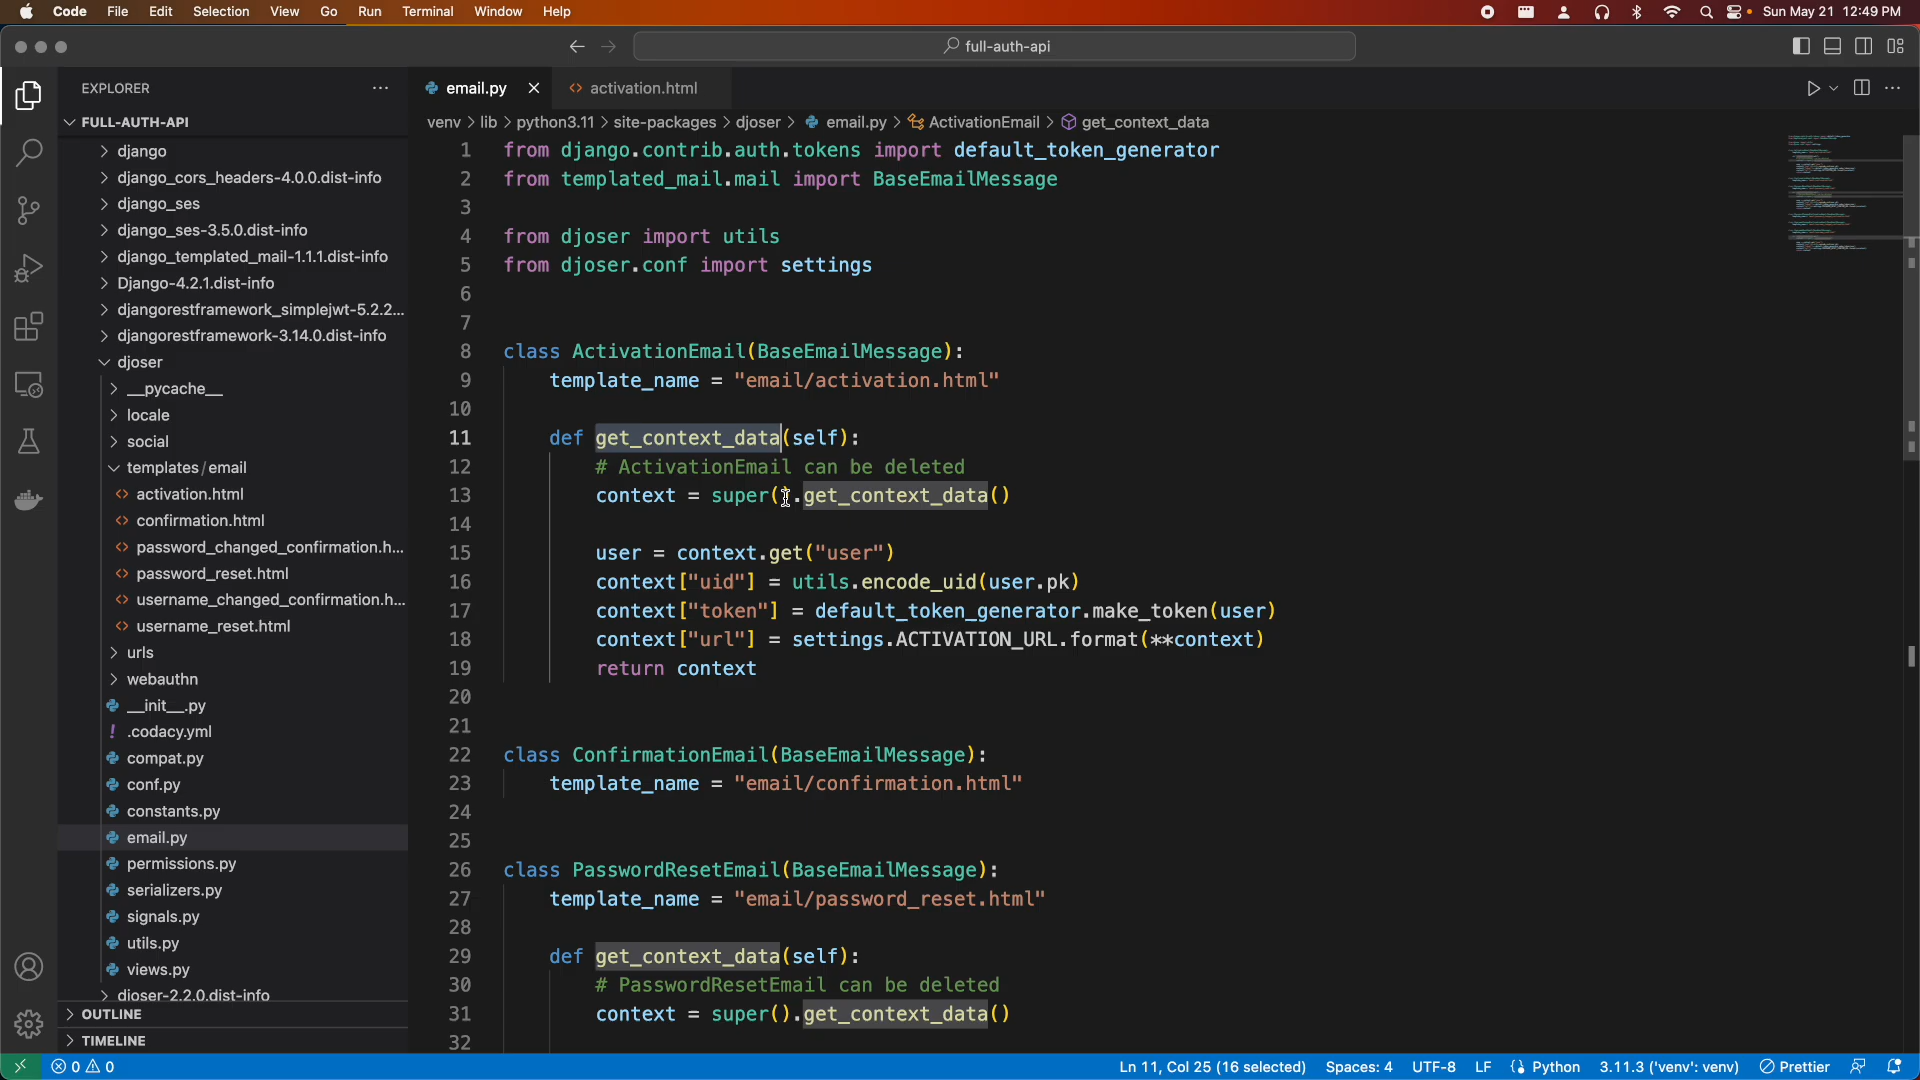 Code File Edit Selection View Go Run Terminal Window Help Sun May 21 12:49 PM
full-auth-api
EXPLORER
FULL-AUTH-API
django
django_cors_headers-4.0.0.dist-info
django_ses
django_ses-3.5.0.dist-info
django_templated_mail-1.1.1.dist-info
Django-4.2.1.dist-info
djangorestframework_simplejwt-5.2.2...
djangorestframework-3.14.0.dist-info
djoser
__pycache__
locale
social
templates/email
activation.html
confirmation.html
password_changed_confirmation.h...
password_reset.html
username_changed_confirmation.h...
username_reset.html
urls
webauthn
__init__.py
.codacy.yml
compat.py
conf.py
constants.py
email.py
permissions.py
serializers.py
signals.py
utils.py
views.py
djoser-2.2.0.dist-info
OUTLINE
TIMELINE
email.py activation.html
venv > lib > python3.11 > site-packages > djoser > email.py > ActivationEmail > get_context_data
1 from django.contrib.auth.tokens import default_token_generator
2 from templated_mail.mail import BaseEmailMessage
3
4 from djoser import utils
5 from djoser.conf import settings
6
7
8 class ActivationEmail(BaseEmailMessage):
9 template_name = "email/activation.html"
10
11 def get_context_data(self):
12 # ActivationEmail can be deleted
13 context = super().get_context_data()
14
15 user = context.get("user")
16 context["uid"] = utils.encode_uid(user.pk)
17 context["token"] = default_token_generator.make_token(user)
18 context["url"] = settings.ACTIVATION_URL.format(**context)
19 return context
20
21
22 class ConfirmationEmail(BaseEmailMessage):
23 template_name = "email/confirmation.html"
24
25
26 class PasswordResetEmail(BaseEmailMessage):
27 template_name = "email/password_reset.html"
28
29 def get_context_data(self):
30 # PasswordResetEmail can be deleted
31 context = super().get_context_data()
32
0 0 Ln 11, Col 25 (16 selected) Spaces: 4 UTF-8 LF Python 3.11.3 ('venv': venv) Prettier